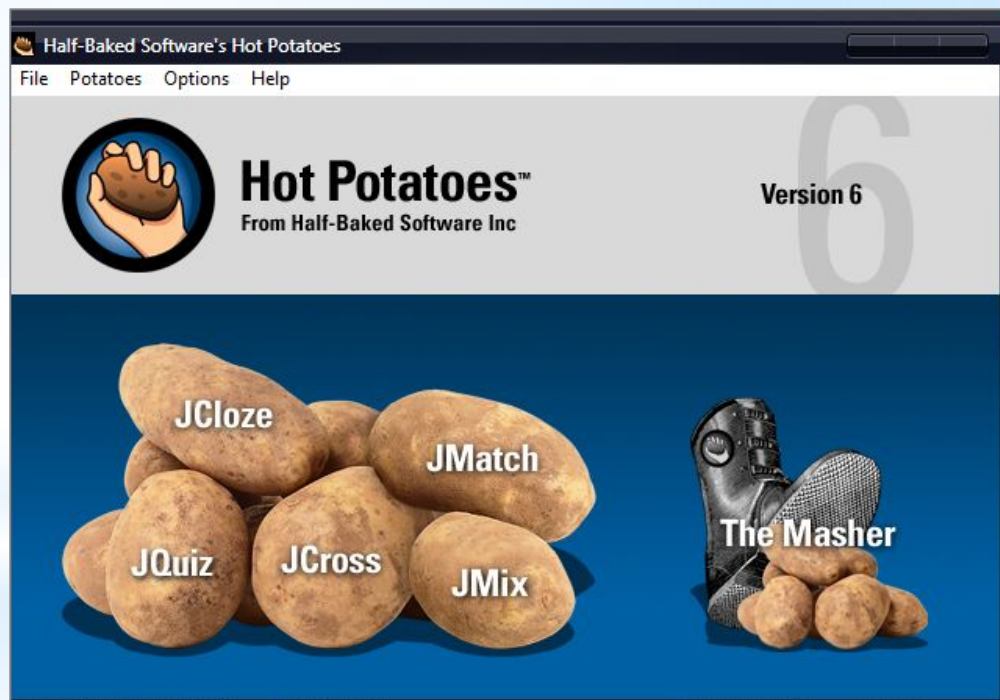 Half-Baked Software's Hot Potatoes
File Potatoes Options Help
6
Hot Potatoes™
From Half-Baked Software Inc
Version 6
JCloze
JMatch
JQuiz
JCross
JMix
The Masher